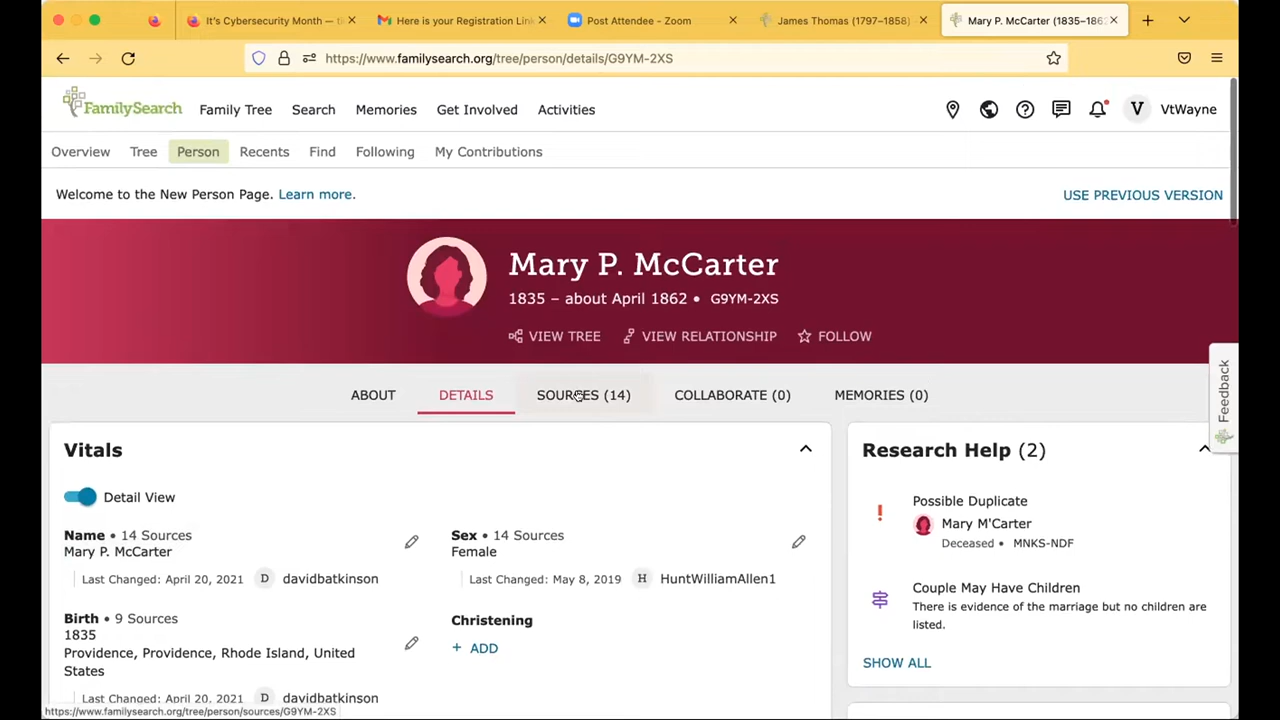 It's Cybersecurity Month — t
Here is your Registration Lin
Post Attendee - Zoom
James Thomas (1797–1858)
Mary P. McCarter (1835–186
https://www.familysearch.org/tree/person/details/G9YM-2XS
FamilySearch
Family Tree
Search
Memories
Get Involved
Activities
V
VtWayne
Overview
Tree
Person
Recents
Find
Following
My Contributions
Welcome to the New Person Page. Learn more.
USE PREVIOUS VERSION
Mary P. McCarter
1835 – about April 1862 • G9YM-2XS
VIEW TREE
VIEW RELATIONSHIP
FOLLOW
Feedback
ABOUT
DETAILS
SOURCES (14)
COLLABORATE (0)
MEMORIES (0)
Vitals
Detail View
Name • 14 Sources
Mary P. McCarter
Last Changed: April 20, 2021 D davidbatkinson
Sex • 14 Sources
Female
Last Changed: May 8, 2019 H HuntWilliamAllen1
Birth • 9 Sources
1835
Providence, Providence, Rhode Island, United
States
Last Changed: April 20, 2021 D davidbatkinson
Christening
+ ADD
Research Help (2)
! Possible Duplicate
Mary M'Carter
Deceased • MNKS-NDF
Couple May Have Children
There is evidence of the marriage but no children are
listed.
SHOW ALL
https://www.familysearch.org/tree/person/sources/G9YM-2XS